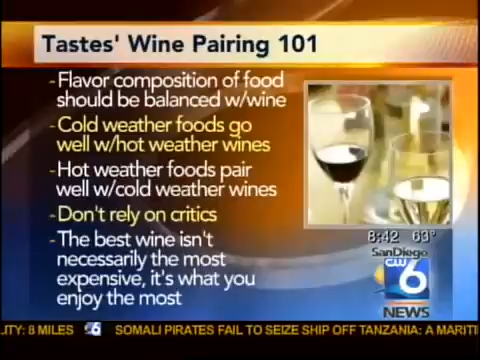 Tastes' Wine Pairing 101
-Flavor composition of food
should be balanced w/wine
-Cold weather foods go
well w/hot weather wines
-Hot weather foods pair
well w/cold weather wines
-Don't rely on critics
-The best wine isn't
necessarily the most
expensive, it's what you
enjoy the most
8:42 63°
SanDiego
CW 6
NEWS
ITY: 8 MILES 6 SOMALI PIRATES FAIL TO SEIZE SHIP OFF TANZANIA: A MARITI